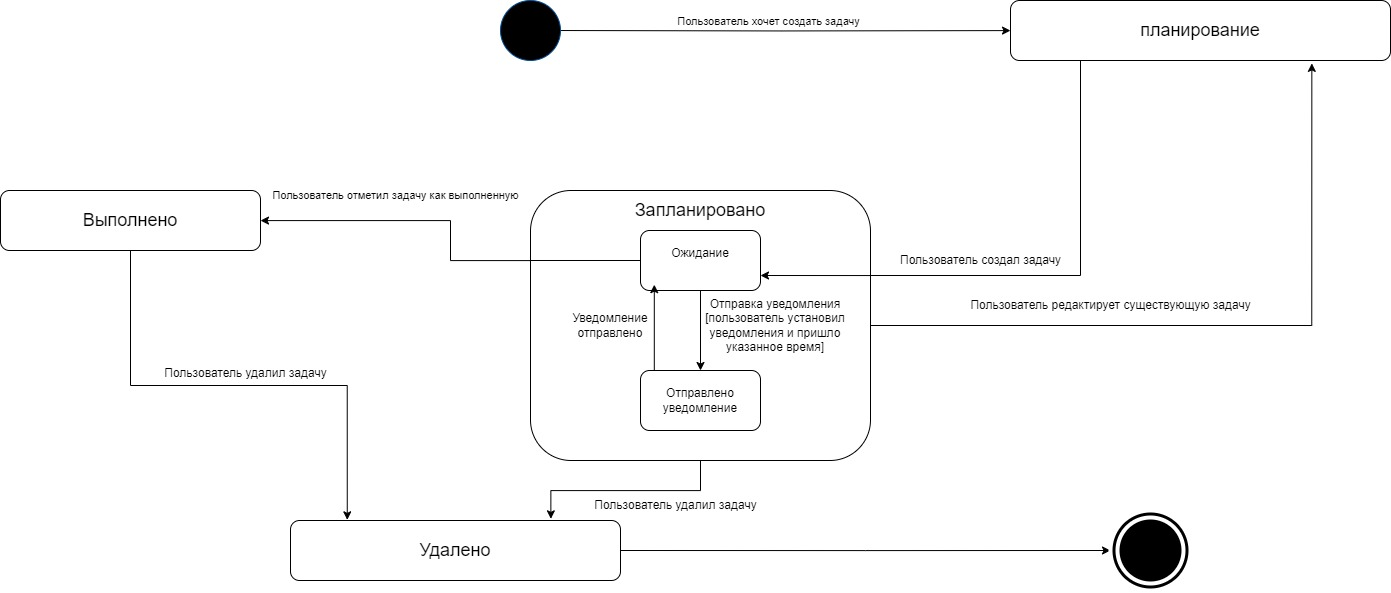 Пользователь хочет создать задачу
планирование
Пользователь отметил задачу как выполненную
Выполнено
Запланировано
Ожидание
Пользователь создал задачу
Уведомление
отправлено
Отправка уведомления
[пользователь установил
уведомления и пришло
указанное время]
Пользователь редактирует существующую задачу
Пользователь удалил задачу
Отправлено
уведомление
Пользователь удалил задачу
Удалено